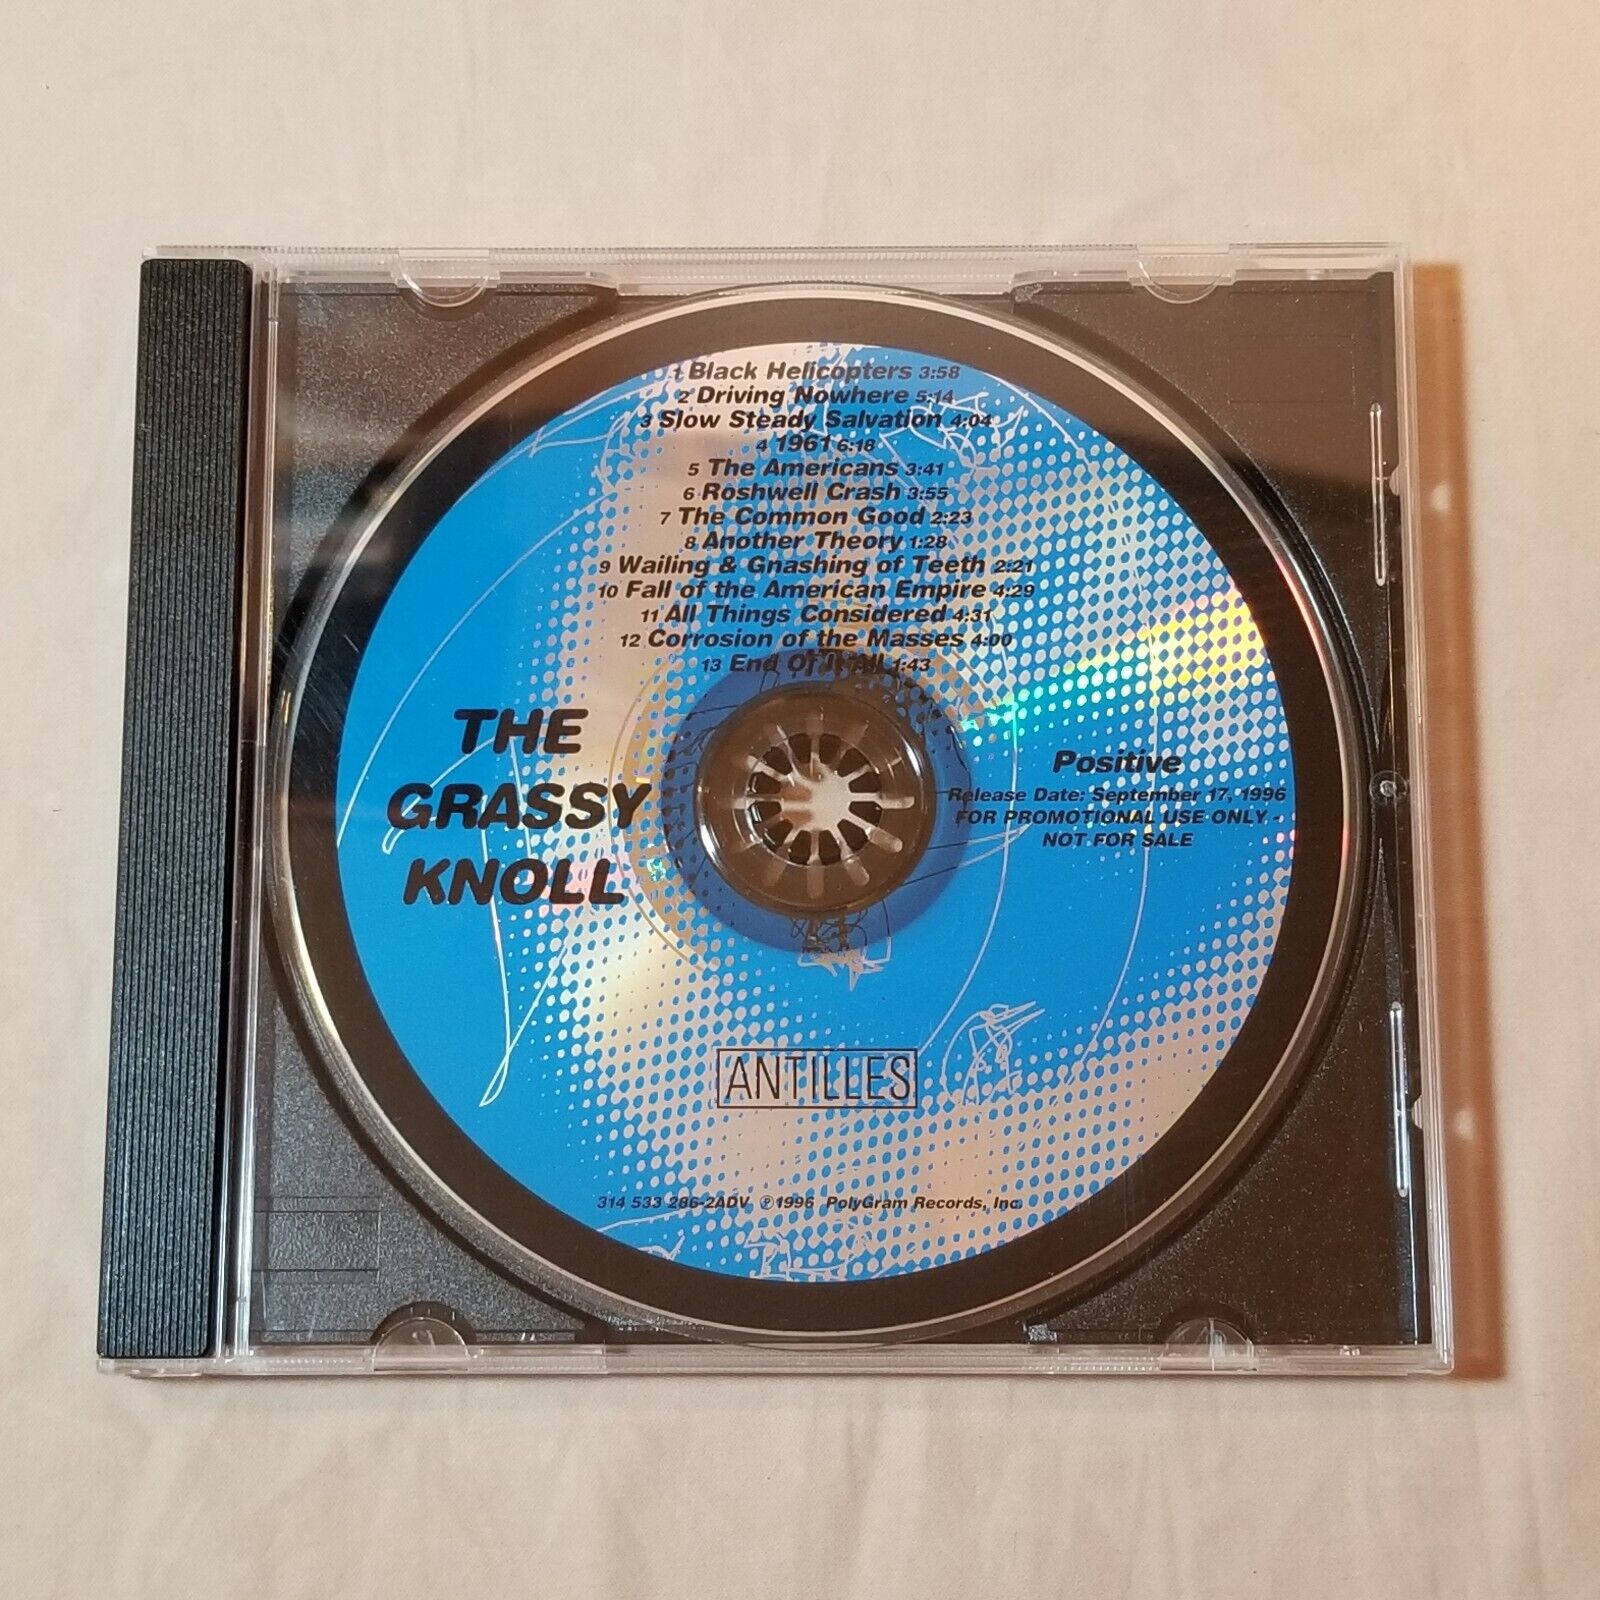 1 Black Helicopters 3:58
2 Driving Nowhere 5:14
3 Slow Steady Salvation 4:04
4 1961 6:18
5 The Americans 3:41
6 Roshwell Crash 3:55
7 The Common Good 2:23
8 Another Theory 1:28
9 Wailing & Gnashing of Teeth 2:21
10 Fall of the American Empire 4:29
11 All Things Considered 4:31
12 Corrosion of the Masses 4:00
13 End Of It All 1:43
THE
GRASSY
KNOLL
Positive
Release Date: September 17, 1996
FOR PROMOTIONAL USE ONLY -
NOT FOR SALE
ANTILLES
314 533 286-2ADV ℗1996 PolyGram Records, Inc.